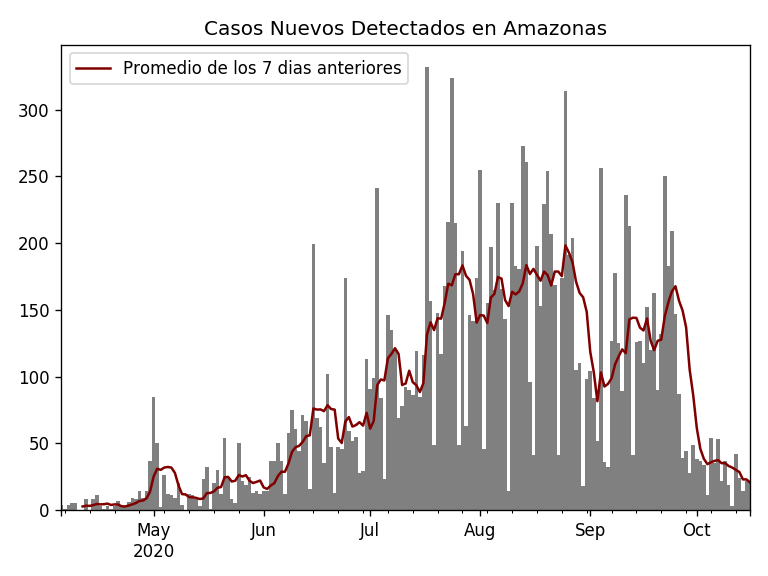 Casos Nuevos Detectados en Amazonas
Promedio de los 7 dias anteriores
300
250
200
150
100
50
0
May Jun Jul Aug Sep Oct
2020